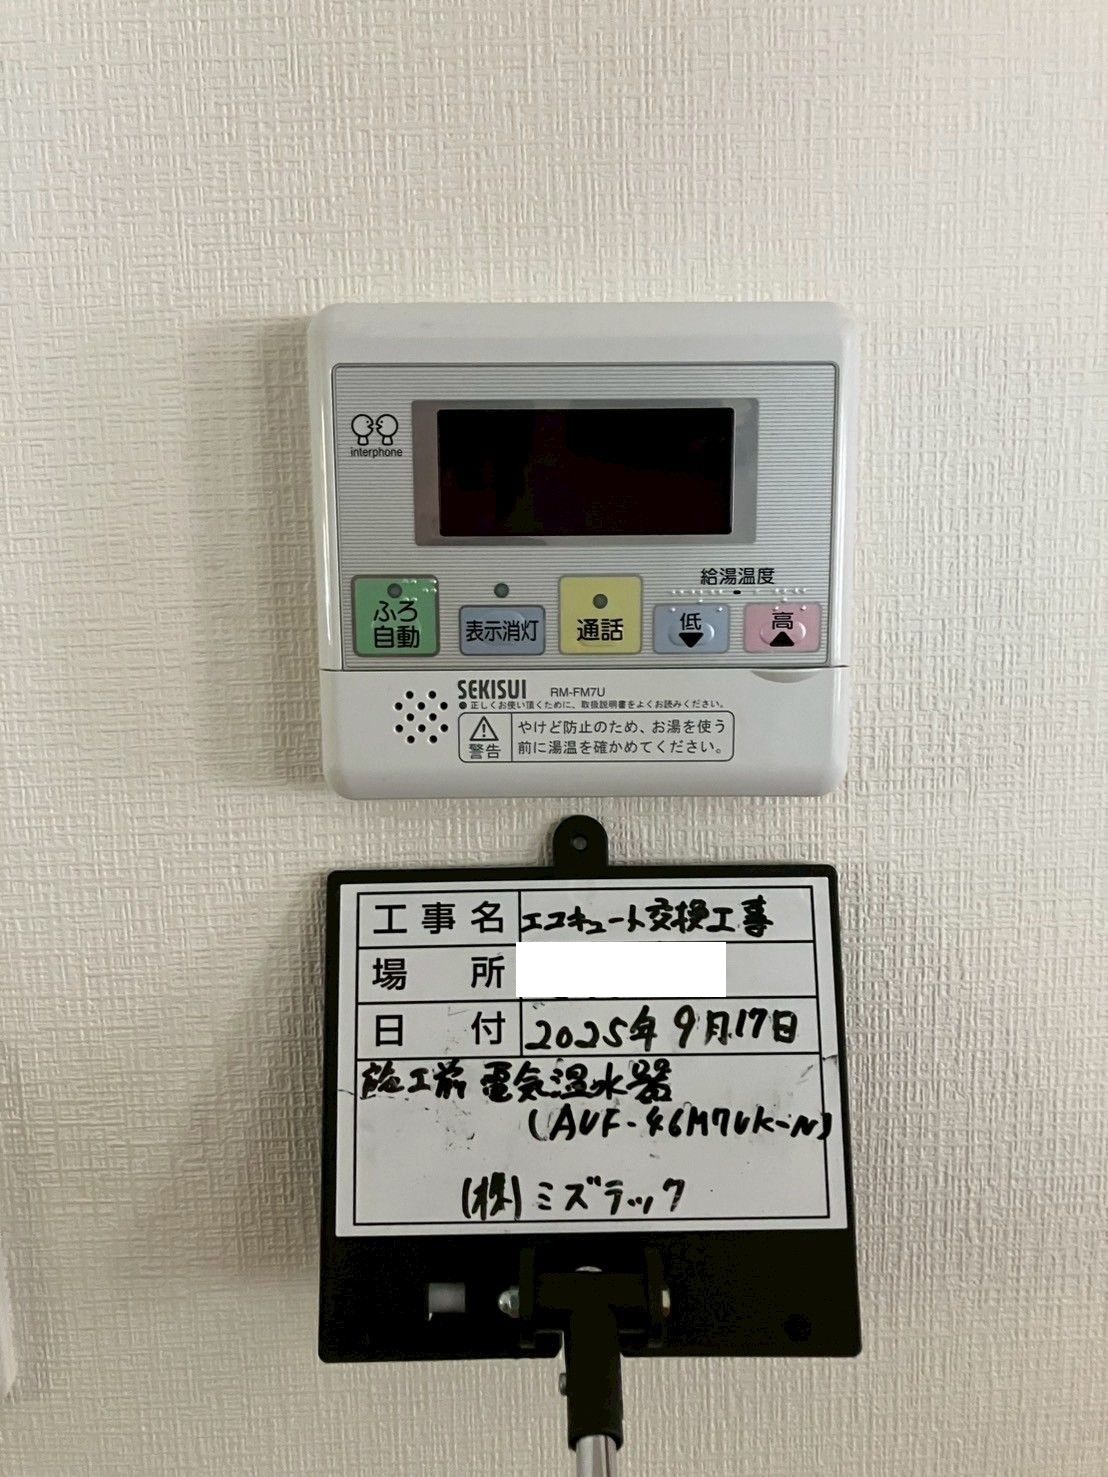 interphone
給湯温度
ふろ
自動
表示消灯
通話
低
高
SEKISUI RM-FM7U
●正しくお使い頂くために、取扱説明書をよくお読みください。
警告
やけど防止のため、お湯を使う
前に湯温を確かめてください。
工事名 エコキュート交換工事
場所
日付 2025年9月17日
施工前 電気温水器
(AUF-46M7UK-N)
(株)ミズテック